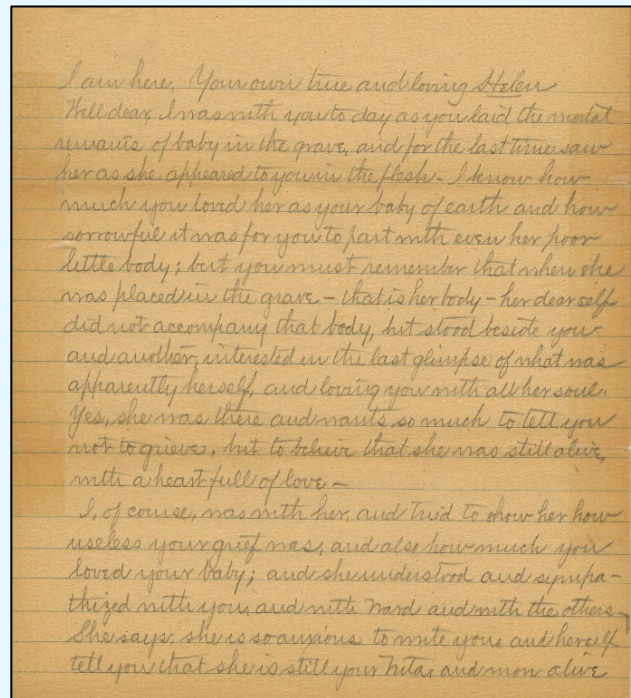 I am here, Your own true and loving Helen
Well dear, I was with you to day as you laid the mortal
remains of baby in the grave, and for the last time saw
her as she appeared to you in the flesh - I know how
much you loved her as your baby of earth and how
sorrowful it was for you to part with even her poor
little body; but you must remember that when she
was placed in the grave - that is her body - her dear self
did not accompany that body, but stood beside you
and another, interested in the last glimpse of what was
apparently herself, and loving you with all her soul.
Yes, she was there and wants so much to tell you
not to grieve, but to believe that she was still alive,
with a heart full of love -
I, of course, was with her, and tried to show her how
useless your grief was, and also how much you
loved your baby; and she understood and sympa-
thized with you, and with Ward and with the others -
She says, she is so anxious to write you, and herself
tell you that she is still your Nita, and alive